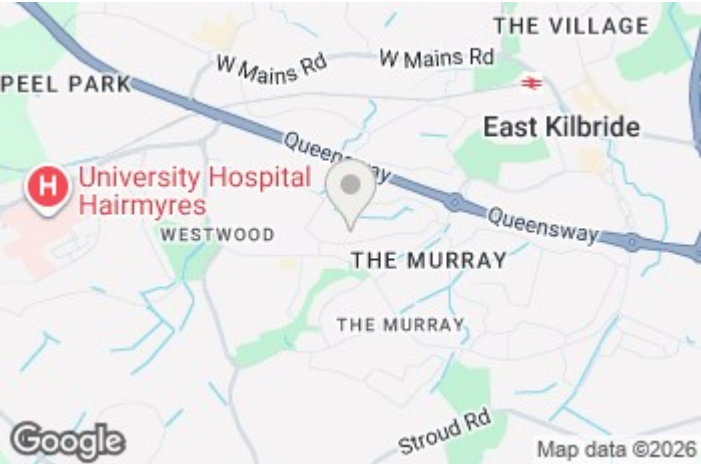 THE VILLAGE
W Mains Rd
W Mains Rd
PEEL PARK
East Kilbride
Queensway
H
University Hospital
Hairmyres
Queensway
WESTWOOD
THE MURRAY
THE MURRAY
Stroud Rd
Google
Map data ©2026